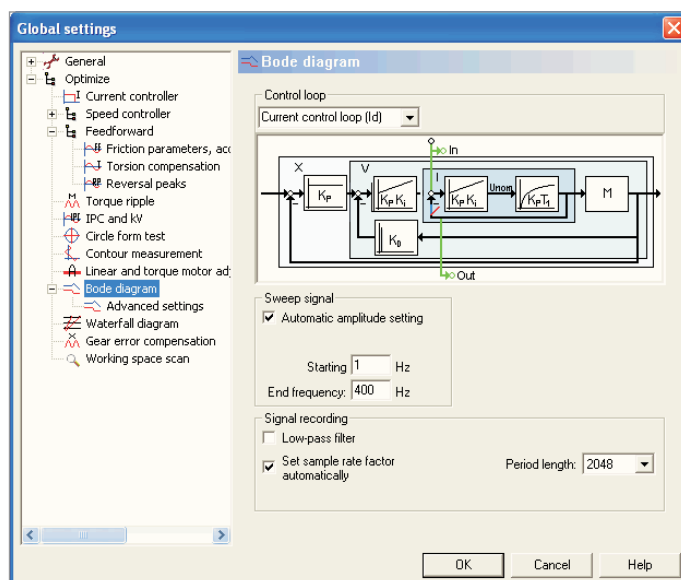 Global settings
General
Optimize
Current controller
Speed controller
Feedforward
Friction parameters, acc
Torsion compensation
Reversal peaks
Torque ripple
IPC and kV
Circle form test
Contour measurement
Linear and torque motor adj
Bode diagram
Advanced settings
Waterfall diagram
Gear error compensation
Working space scan
Bode diagram
Control loop
Current control loop (Id)
In
X
V
I
KP
KP Ki
KP Ki
Unom
KPT1
M
KD
Out
Sweep signal
Automatic amplitude setting
Starting 1 Hz
End frequency: 400 Hz
Signal recording
Low-pass filter
Set sample rate factor
automatically
Period length: 2048
OK Cancel Help